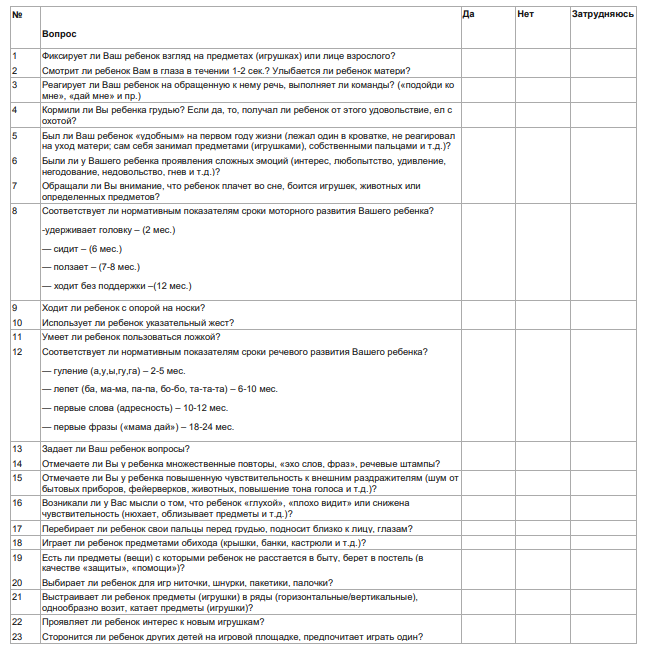 № Да Нет Затрудняюсь
Вопрос
1 Фиксирует ли Ваш ребенок взгляд на предметах (игрушках) или лице взрослого?
2 Смотрит ли ребенок Вам в глаза в течении 1-2 сек.? Улыбается ли ребенок матери?
3 Реагирует ли Ваш ребенок на обращенную к нему речь, выполняет ли команды? («подойди ко
мне», «дай мне» и пр.)
4 Кормили ли Вы ребенка грудью? Если да, то, получал ли ребенок от этого удовольствие, ел с
охотой?
5 Был ли Ваш ребенок «удобным» на первом году жизни (лежал один в кроватке, не реагировал
на уход матери; сам себя занимал предметами (игрушками), собственными пальцами и т.д.)?
6 Были ли у Вашего ребенка проявления сложных эмоций (интерес, любопытство, удивление,
негодование, недовольство, гнев и т.д.)?
7 Обращали ли Вы внимание, что ребенок плачет во сне, боится игрушек, животных или
определенных предметов?
8 Соответствует ли нормативным показателям сроки моторного развития Вашего ребенка?
-удерживает головку – (2 мес.)
— сидит – (6 мес.)
— ползает – (7-8 мес.)
— ходит без поддержки –(12 мес.)
9 Ходит ли ребенок с опорой на носки?
10 Использует ли ребенок указательный жест?
11 Умеет ли ребенок пользоваться ложкой?
12 Соответствует ли нормативным показателям сроки речевого развития Вашего ребенка?
— гуление (а,у,ы,гу,га) – 2-5 мес.
— лепет (ба, ма-ма, па-па, бо-бо, та-та-та) – 6-10 мес.
— первые слова (адресность) – 10-12 мес.
— первые фразы («мама дай») – 18-24 мес.
13 Задает ли Ваш ребенок вопросы?
14 Отмечаете ли Вы у ребенка множественные повторы, «эхо слов, фраз», речевые штампы?
15 Отмечаете ли Вы у ребенка повышенную чувствительность к внешним раздражителям (шум от
бытовых приборов, фейерверков, животных, повышение тона голоса и т.д.)?
16 Возникали ли у Вас мысли о том, что ребенок «глухой», «плохо видит» или снижена
чувствительность (нюхает, облизывает предметы и т.д.)?
17 Перебирает ли ребенок свои пальцы перед грудью, подносит близко к лицу, глазам?
18 Играет ли ребенок предметами обихода (крышки, банки, кастрюли и т.д.)?
19 Есть ли предметы (вещи) с которыми ребенок не расстается в быту, берет в постель (в
качестве «защиты», «помощи»)?
20 Выбирает ли ребенок для игр ниточки, шнурки, пакетики, палочки?
21 Выстраивает ли ребенок предметы (игрушки) в ряды (горизонтальные/вертикальные),
однообразно возит, катает предметы (игрушки)?
22 Проявляет ли ребенок интерес к новым игрушкам?
23 Сторонится ли ребенок других детей на игровой площадке, предпочитает играть один?